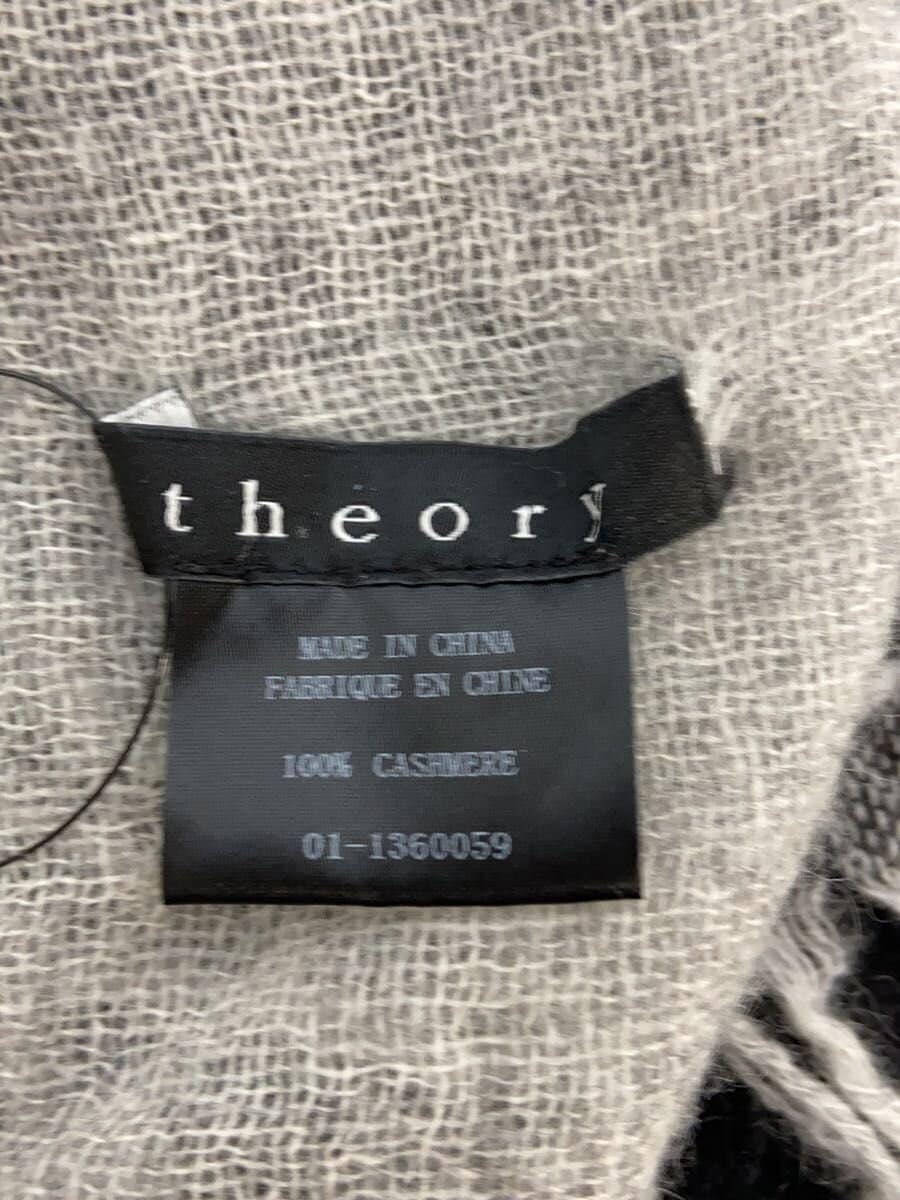 theory
MADE IN CHINA
FABRIQUE EN CHINE
100% CASHMERE
01-1360059